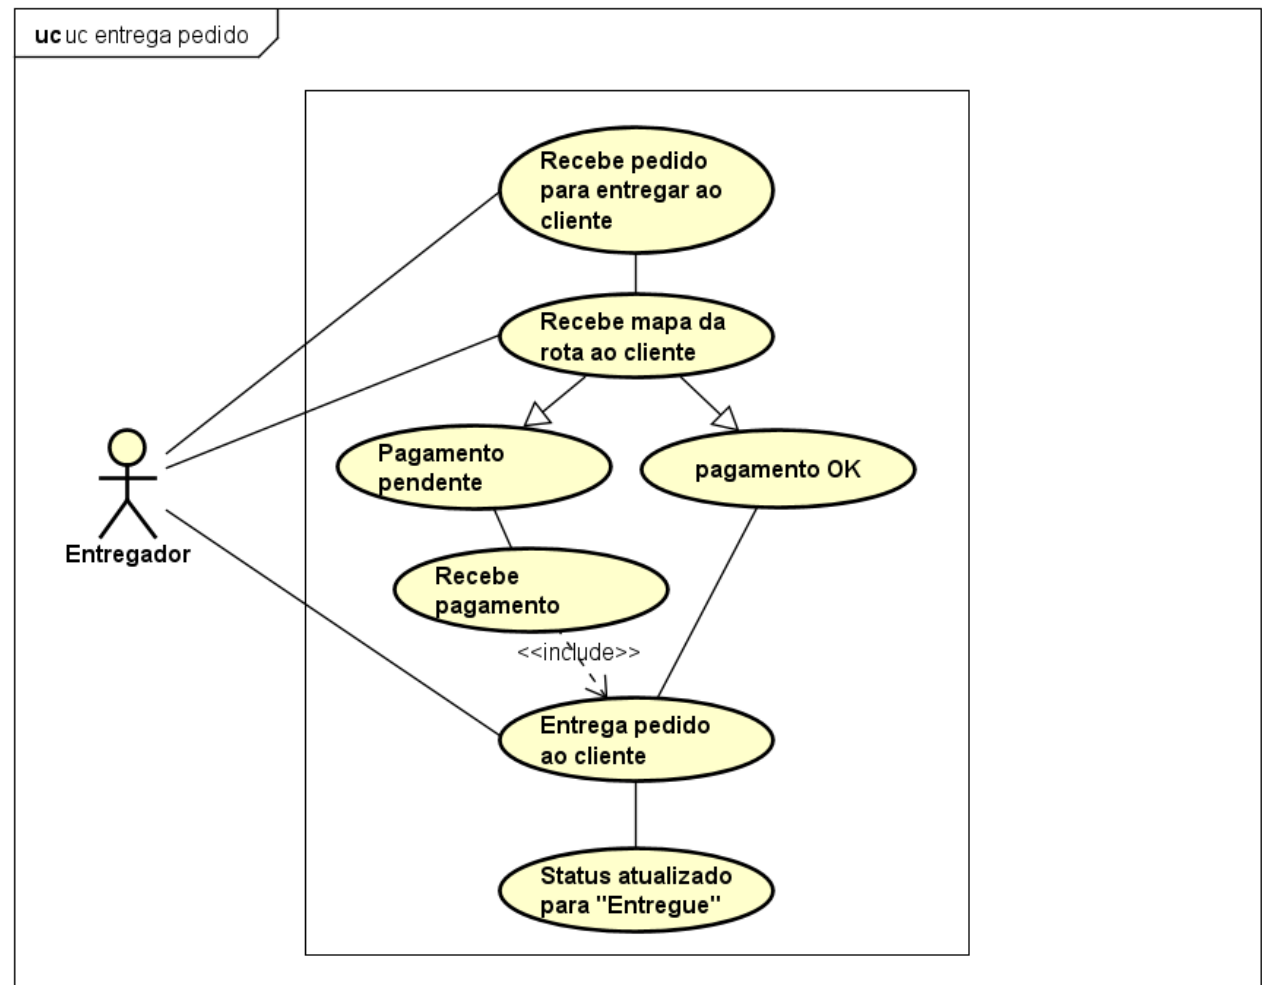 uc uc entrega pedido
Recebe pedido
para entregar ao
cliente
Recebe mapa da
rota ao cliente
Pagamento
pendente
pagamento OK
Entregador
Recebe
pagamento
<<include>>
Entrega pedido
ao cliente
Status atualizado
para "Entregue"